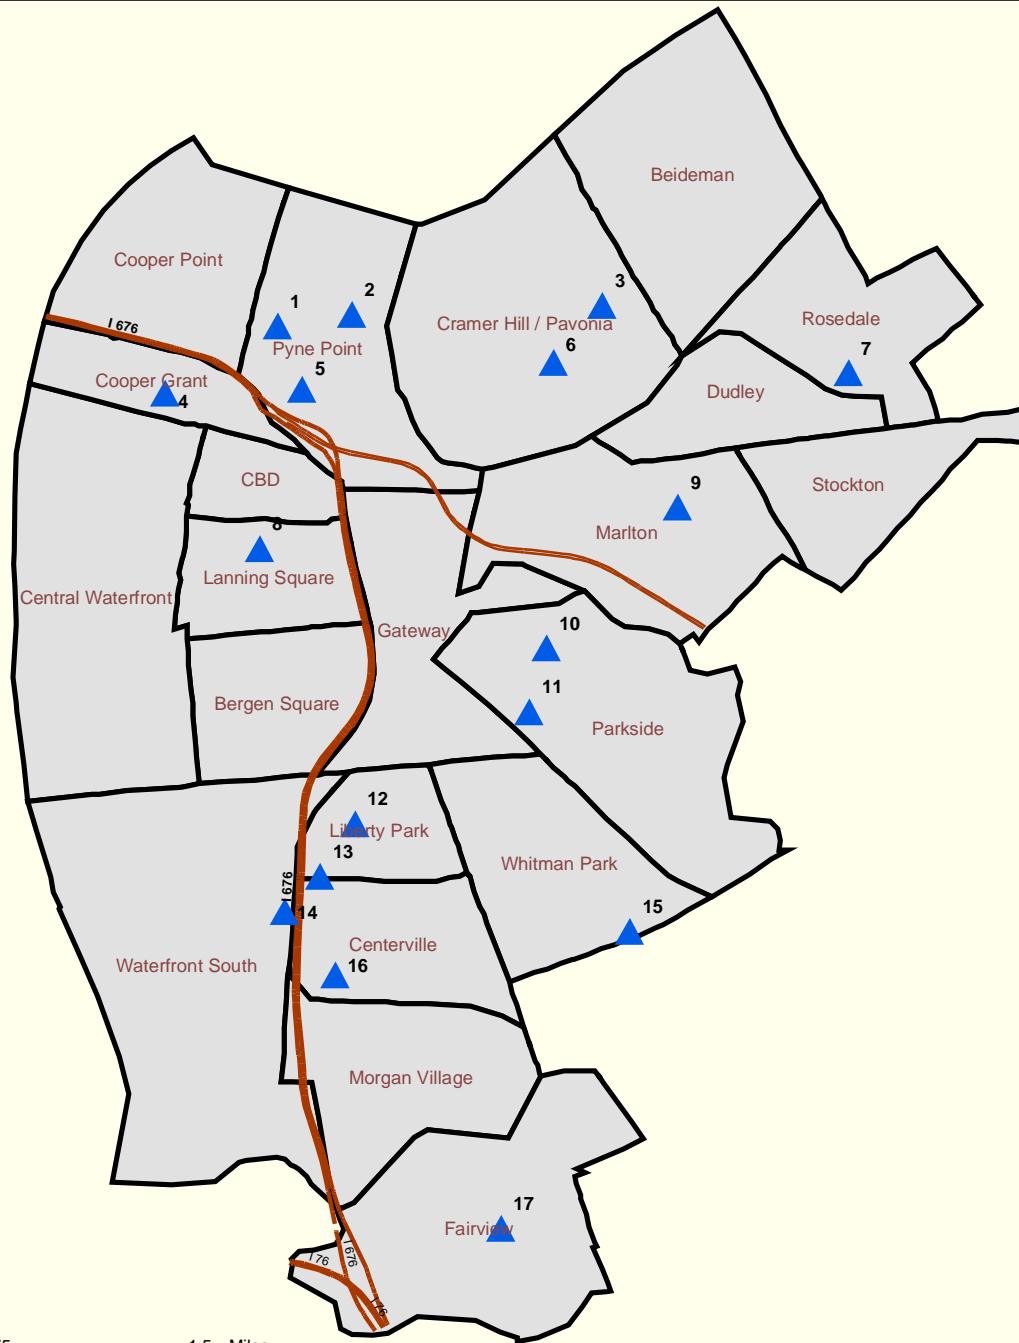 Beideman
Cooper Point
3
1
2
I 676
Cramer Hill / Pavonia
Rosedale
6
7
Pyne Point
5
Cooper Grant
4
Dudley
CBD
Stockton
9
8
Marlton
Lanning Square
Central Waterfront
Gateway
10
11
Bergen Square
Parkside
12
Liberty Park
13
Whitman Park
I 676
14
15
Centerville
16
Waterfront South
Morgan Village
17
Fairview
I 676
I 76
I 76